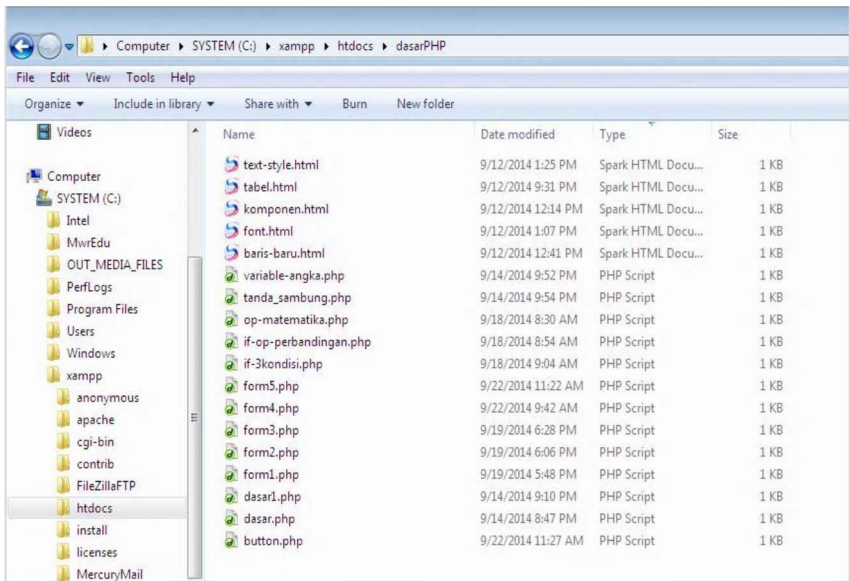 Computer SYSTEM (C:) xampp htdocs dasarPHP
File Edit View Tools Help
Organize Include in library Share with Burn New folder
Videos
Computer
SYSTEM (C:)
Intel
MwrEdu
OUT_MEDIA_FILES
PerfLogs
Program Files
Users
Windows
xampp
anonymous
apache
cgi-bin
contrib
FileZillaFTP
htdocs
install
licenses
MercuryMail
Name Date modified Type Size
text-style.html 9/12/2014 1:25 PM Spark HTML Docu... 1 KB
tabel.html 9/12/2014 9:31 PM Spark HTML Docu... 1 KB
komponen.html 9/12/2014 12:14 PM Spark HTML Docu... 1 KB
font.html 9/12/2014 1:07 PM Spark HTML Docu... 1 KB
baris-baru.html 9/12/2014 12:41 PM Spark HTML Docu... 1 KB
variable-angka.php 9/14/2014 9:52 PM PHP Script 1 KB
tanda_sambung.php 9/14/2014 9:54 PM PHP Script 1 KB
op-matematika.php 9/18/2014 8:30 AM PHP Script 1 KB
if-op-perbandingan.php 9/18/2014 8:54 AM PHP Script 1 KB
if-3kondisi.php 9/18/2014 9:04 AM PHP Script 1 KB
form5.php 9/22/2014 11:22 AM PHP Script 1 KB
form4.php 9/22/2014 9:42 AM PHP Script 1 KB
form3.php 9/19/2014 6:28 PM PHP Script 1 KB
form2.php 9/19/2014 6:06 PM PHP Script 1 KB
form1.php 9/19/2014 5:48 PM PHP Script 1 KB
dasar1.php 9/14/2014 9:10 PM PHP Script 1 KB
dasar.php 9/14/2014 8:47 PM PHP Script 1 KB
button.php 9/22/2014 11:27 AM PHP Script 1 KB